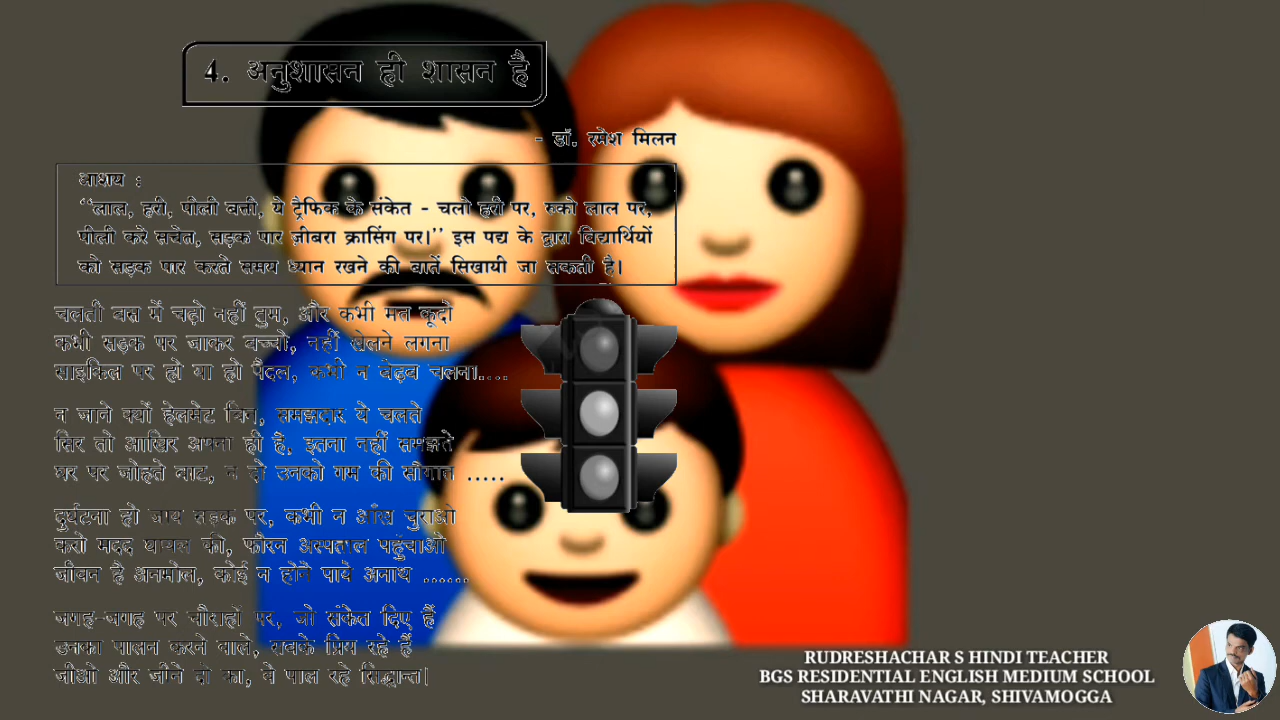 4. अनुशासन ही शासन है
- डॉ. रमेश मिलन
आशय :
“लाल, हरी, पीली बत्ती, ये ट्रैफिक के संकेत - चलो हरी पर, रुको लाल पर,
पीली करे सचेत, सड़क पार ज़ीबरा क्रासिंग पर।” इस पद्य के द्वारा विद्यार्थियों
को सड़क पार करते समय ध्यान रखने की बातें सिखायी जा सकती है।
चलती बस में चढ़ो नहीं तुम, और कभी मत कूदो
कभी सड़क पर जाकर बच्चो, नहीं खेलने लगना
साइकिल पर हो या हो पैदल, कभी न बेढ़ब चलना....
न जाने क्यों हेलमेट बिन, समझदार ये चलते
सिर तो आखिर अपना ही है, इतना नहीं समझते
घर पर जोहते बाट, न दो उनको गम की सौगात .....
दुर्घटना हो जब सड़क पर, कभी न आँख चुराओ
करो मदद घायल की, फौरन अस्पताल पहुंचाओ
जीवन है अनमोल, कोई न होने पाये अनाथ ......
जगह-जगह पर चौराहों पर, जो संकेत दिए हैं
उनका पालन करने वाले, सबके प्रिय रहे हैं
जीओ और जीने दो का, वे पाल रहे सिद्धान्त।
RUDRESHACHAR S HINDI TEACHER
BGS RESIDENTIAL ENGLISH MEDIUM SCHOOL
SHARAVATHI NAGAR, SHIVAMOGGA